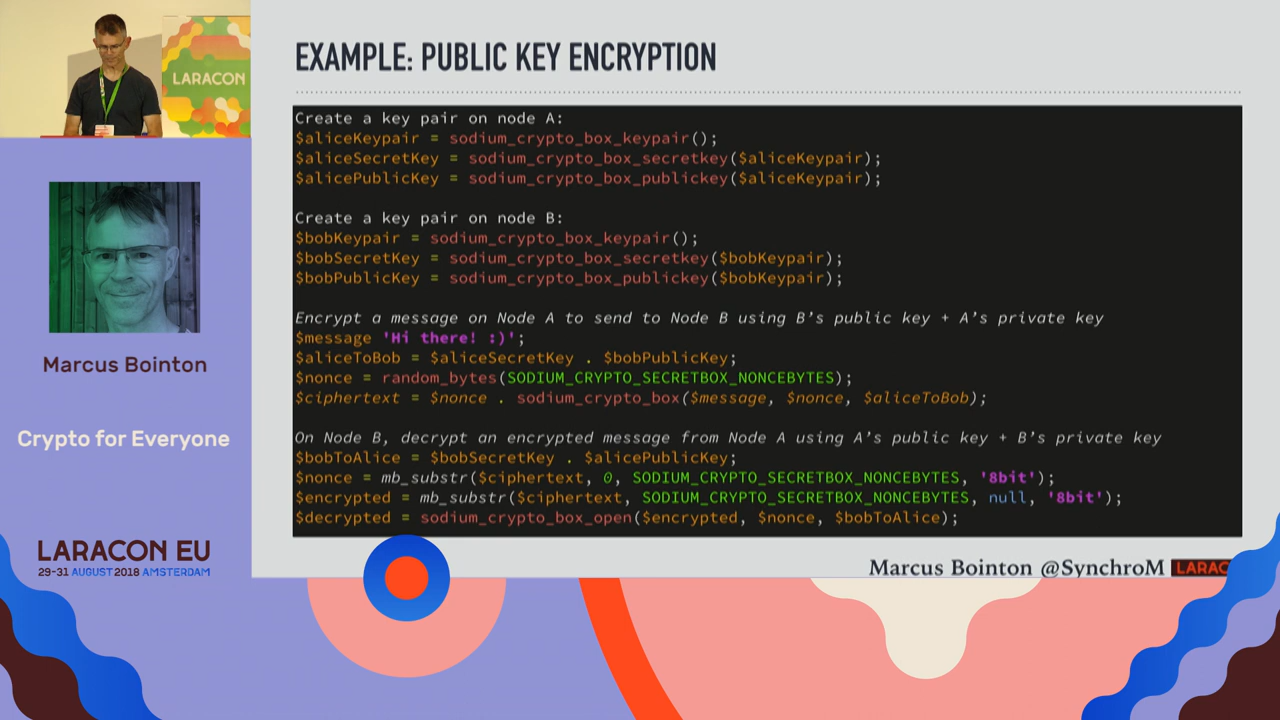 LARACON
Marcus Bointon
Crypto for Everyone
LARACON EU
29-31 AUGUST 2018 AMSTERDAM
EXAMPLE: PUBLIC KEY ENCRYPTION
Create a key pair on node A:
$aliceKeypair = sodium_crypto_box_keypair();
$aliceSecretKey = sodium_crypto_box_secretkey($aliceKeypair);
$alicePublicKey = sodium_crypto_box_publickey($aliceKeypair);
Create a key pair on node B:
$bobKeypair = sodium_crypto_box_keypair();
$bobSecretKey = sodium_crypto_box_secretkey($bobKeypair);
$bobPublicKey = sodium_crypto_box_publickey($bobKeypair);
Encrypt a message on Node A to send to Node B using B's public key + A's private key
$message 'Hi there! :)';
$aliceToBob = $aliceSecretKey . $bobPublicKey;
$nonce = random_bytes(SODIUM_CRYPTO_SECRETBOX_NONCEBYTES);
$ciphertext = $nonce . sodium_crypto_box($message, $nonce, $aliceToBob);
On Node B, decrypt an encrypted message from Node A using A's public key + B's private key
$bobToAlice = $bobSecretKey . $alicePublicKey;
$nonce = mb_substr($ciphertext, 0, SODIUM_CRYPTO_SECRETBOX_NONCEBYTES, '8bit');
$encrypted = mb_substr($ciphertext, SODIUM_CRYPTO_SECRETBOX_NONCEBYTES, null, '8bit');
$decrypted = sodium_crypto_box_open($encrypted, $nonce, $bobToAlice);
Marcus Bointon @SynchroM LARAC